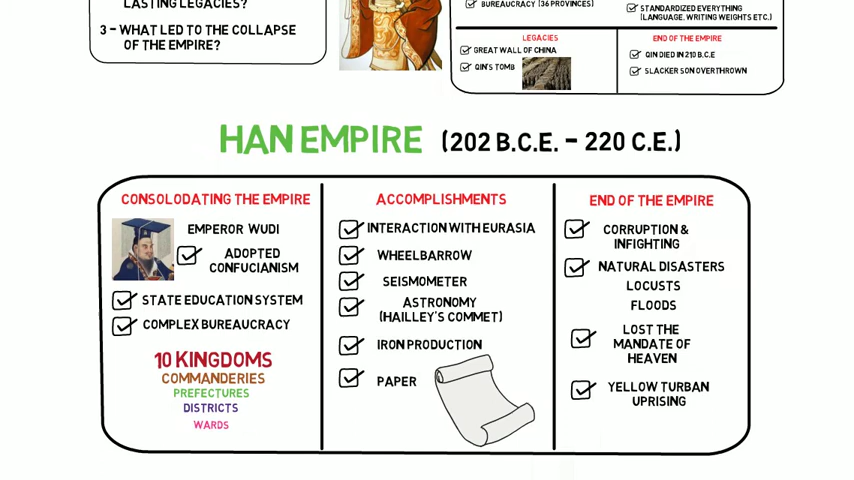 LASTING LEGACIES?
3 - WHAT LED TO THE COLLAPSE
OF THE EMPIRE?
BUREAUCRACY (36 PROVINCES)
STANDARDIZED EVERYTHING
(LANGUAGE, WRITING WEIGHTS ETC.)
LEGACIES
GREAT WALL OF CHINA
QIN'S TOMB
END OF THE EMPIRE
QIN DIED IN 210 B.C.E
SLACKER SON OVERTHROWN
HAN EMPIRE (202 B.C.E. - 220 C.E.)
CONSOLODATING THE EMPIRE
EMPEROR WUDI
ADOPTED
CONFUCIANISM
STATE EDUCATION SYSTEM
COMPLEX BUREAUCRACY
10 KINGDOMS
COMMANDERIES
PREFECTURES
DISTRICTS
WARDS
ACCOMPLISHMENTS
INTERACTION WITH EURASIA
WHEELBARROW
SEISMOMETER
ASTRONOMY
(HAILLEY'S COMMET)
IRON PRODUCTION
PAPER
END OF THE EMPIRE
CORRUPTION &
INFIGHTING
NATURAL DISASTERS
LOCUSTS
FLOODS
LOST THE
MANDATE OF
HEAVEN
YELLOW TURBAN
UPRISING